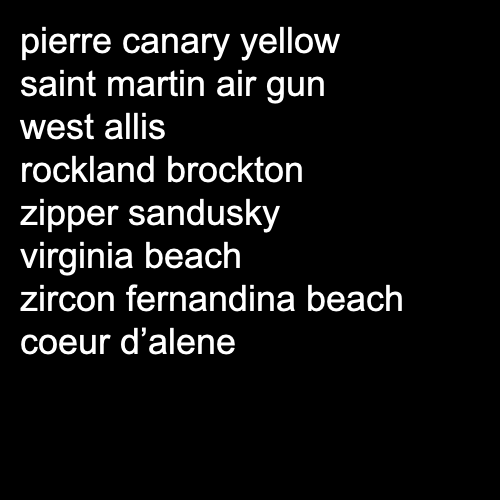 pierre canary yellow
saint martin air gun
west allis
rockland brockton
zipper sandusky
virginia beach
zircon fernandina beach
coeur d’alene